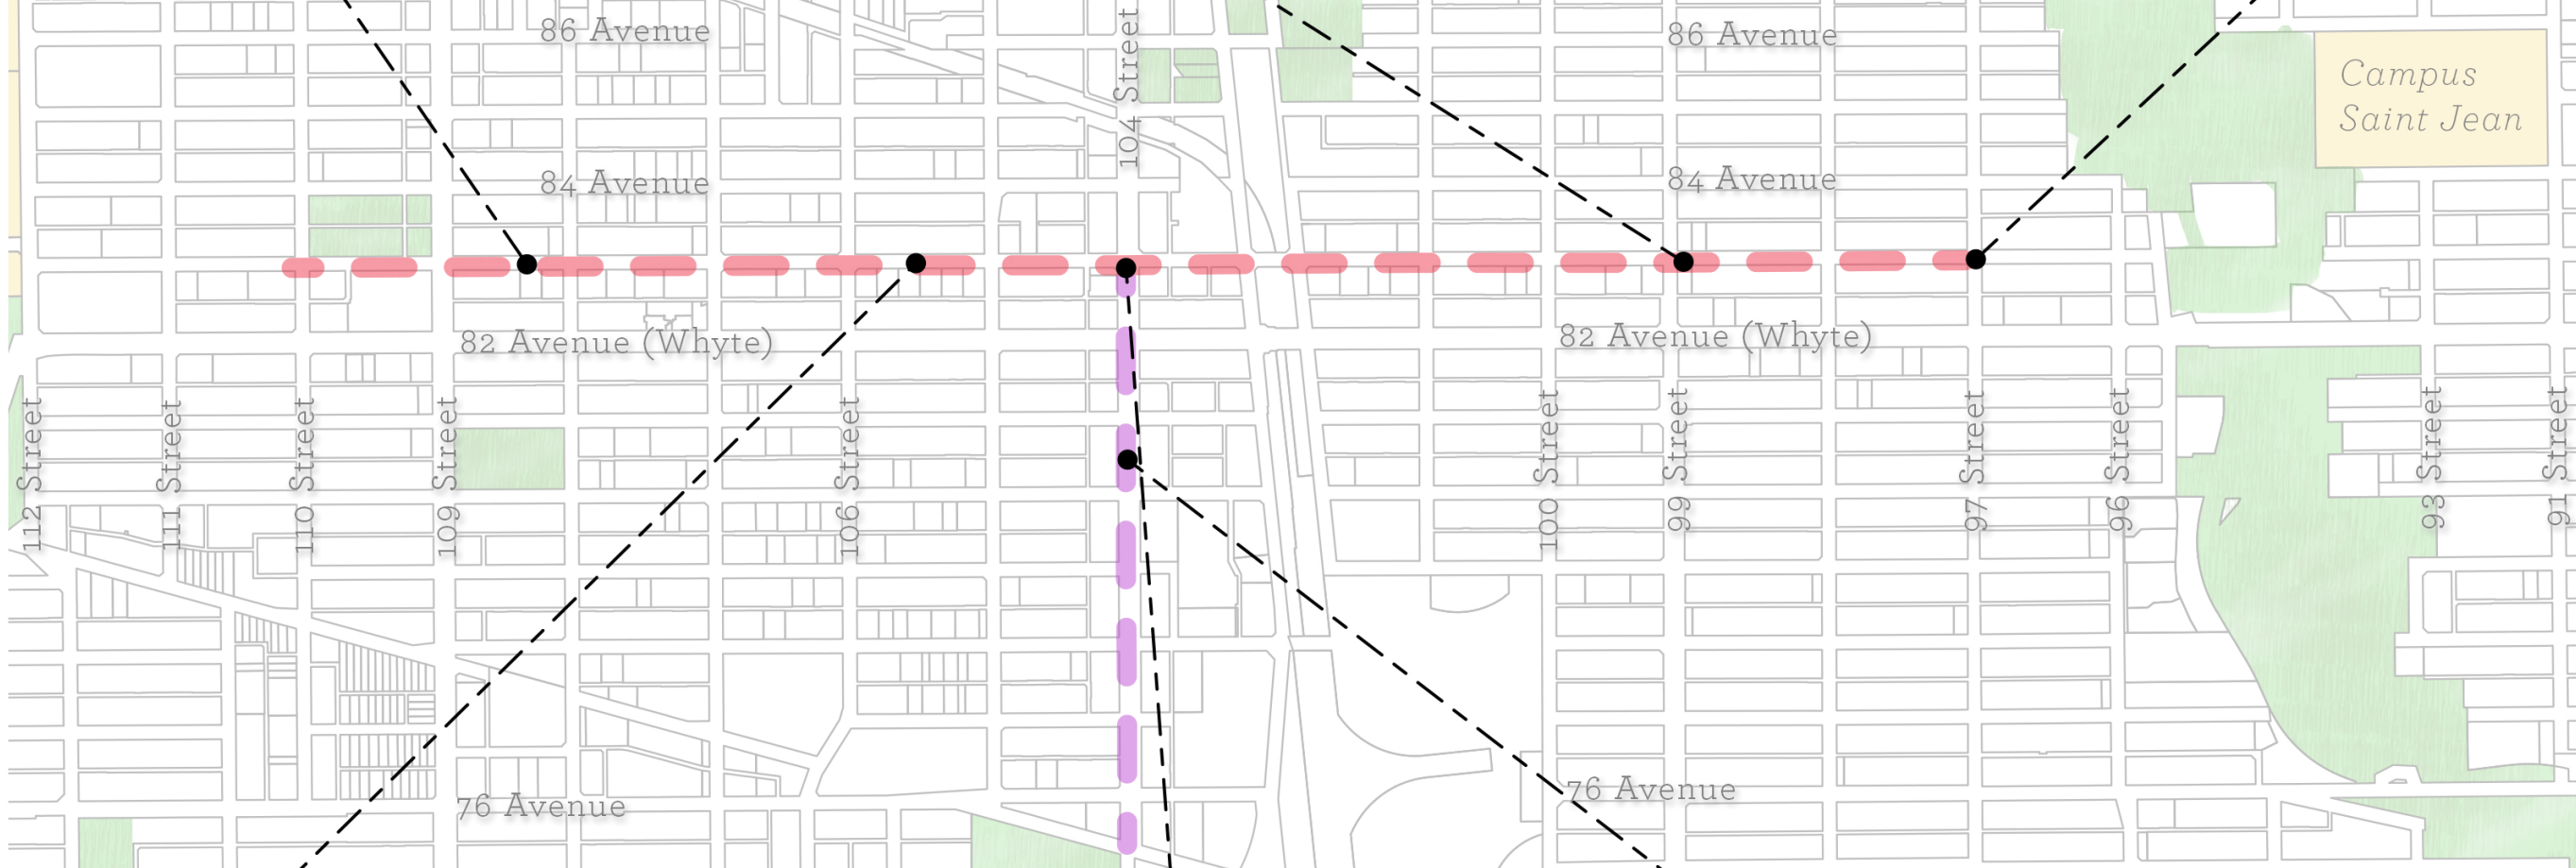 86 Avenue
104 Street
86 Avenue
Campus
Saint Jean
84 Avenue
84 Avenue
82 Avenue (Whyte)
82 Avenue (Whyte)
112 Street
111 Street
110 Street
109 Street
106 Street
100 Street
99 Street
97 Street
96 Street
93 Street
91 Street
76 Avenue
76 Avenue